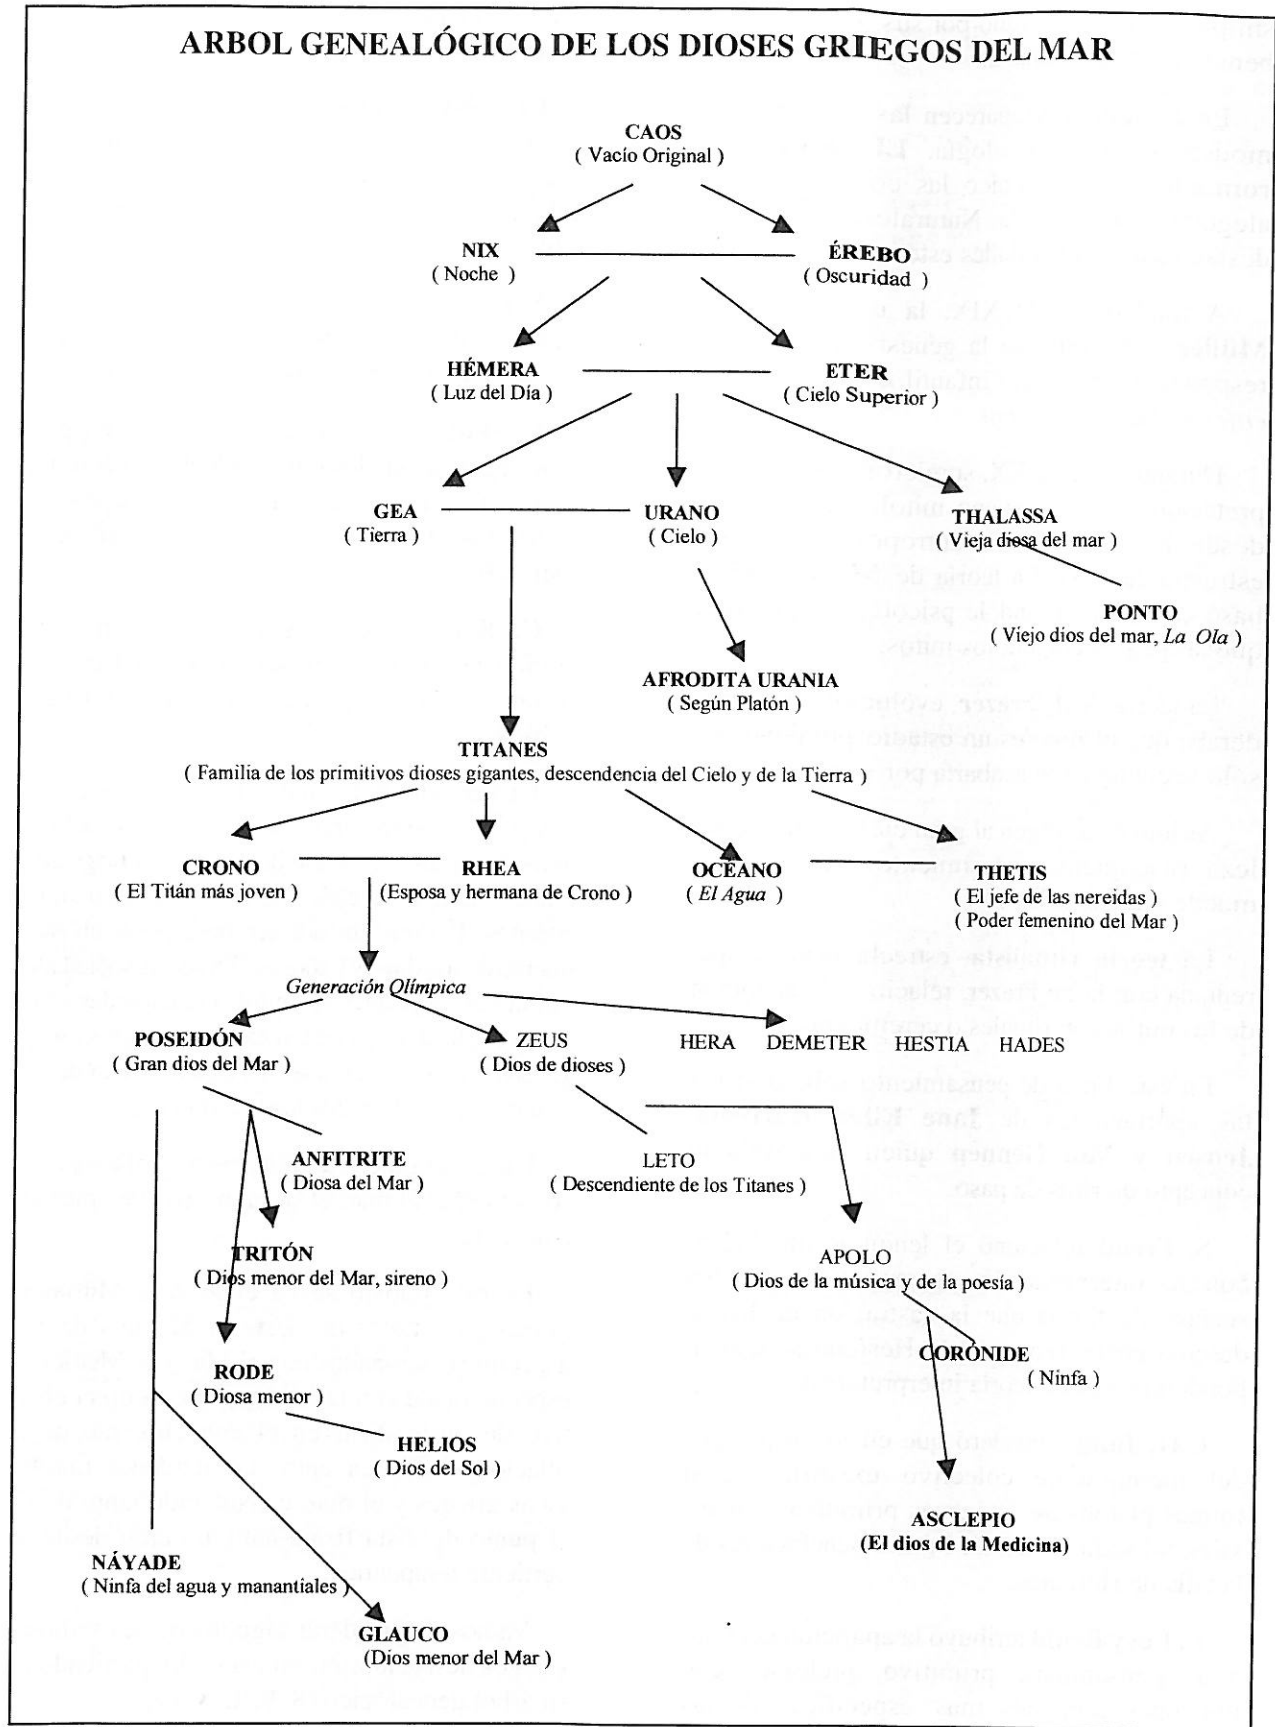 ARBOL GENEALÓGICO DE LOS DIOSES GRIEGOS DEL MAR
CAOS
( Vacío Original )
NIX
( Noche )
ÉREBO
( Oscuridad )
HÉMERA
( Luz del Día )
ETER
( Cielo Superior )
GEA
( Tierra )
URANO
( Cielo )
THALASSA
( Vieja diosa del mar )
PONTO
( Viejo dios del mar, La Ola )
AFRODITA URANIA
( Según Platón )
TITANES
( Familia de los primitivos dioses gigantes, descendencia del Cielo y de la Tierra )
CRONO
( El Titán más joven )
RHEA
(Esposa y hermana de Crono )
OCÉANO
( El Agua )
THETIS
( El jefe de las nereidas )
( Poder femenino del Mar )
Generación Olímpica
POSEIDÓN
( Gran dios del Mar )
ZEUS
( Dios de dioses )
HERA DEMETER HESTIA HADES
ANFITRITE
( Diosa del Mar )
LETO
( Descendiente de los Titanes )
TRITÓN
( Dios menor del Mar, sireno )
APOLO
( Dios de la música y de la poesía )
RODE
( Diosa menor )
CORÓNIDE
( Ninfa )
HELIOS
( Dios del Sol )
ASCLEPIO
(El dios de la Medicina)
NÁYADE
( Ninfa del agua y manantiales )
GLAUCO
(Dios menor del Mar )